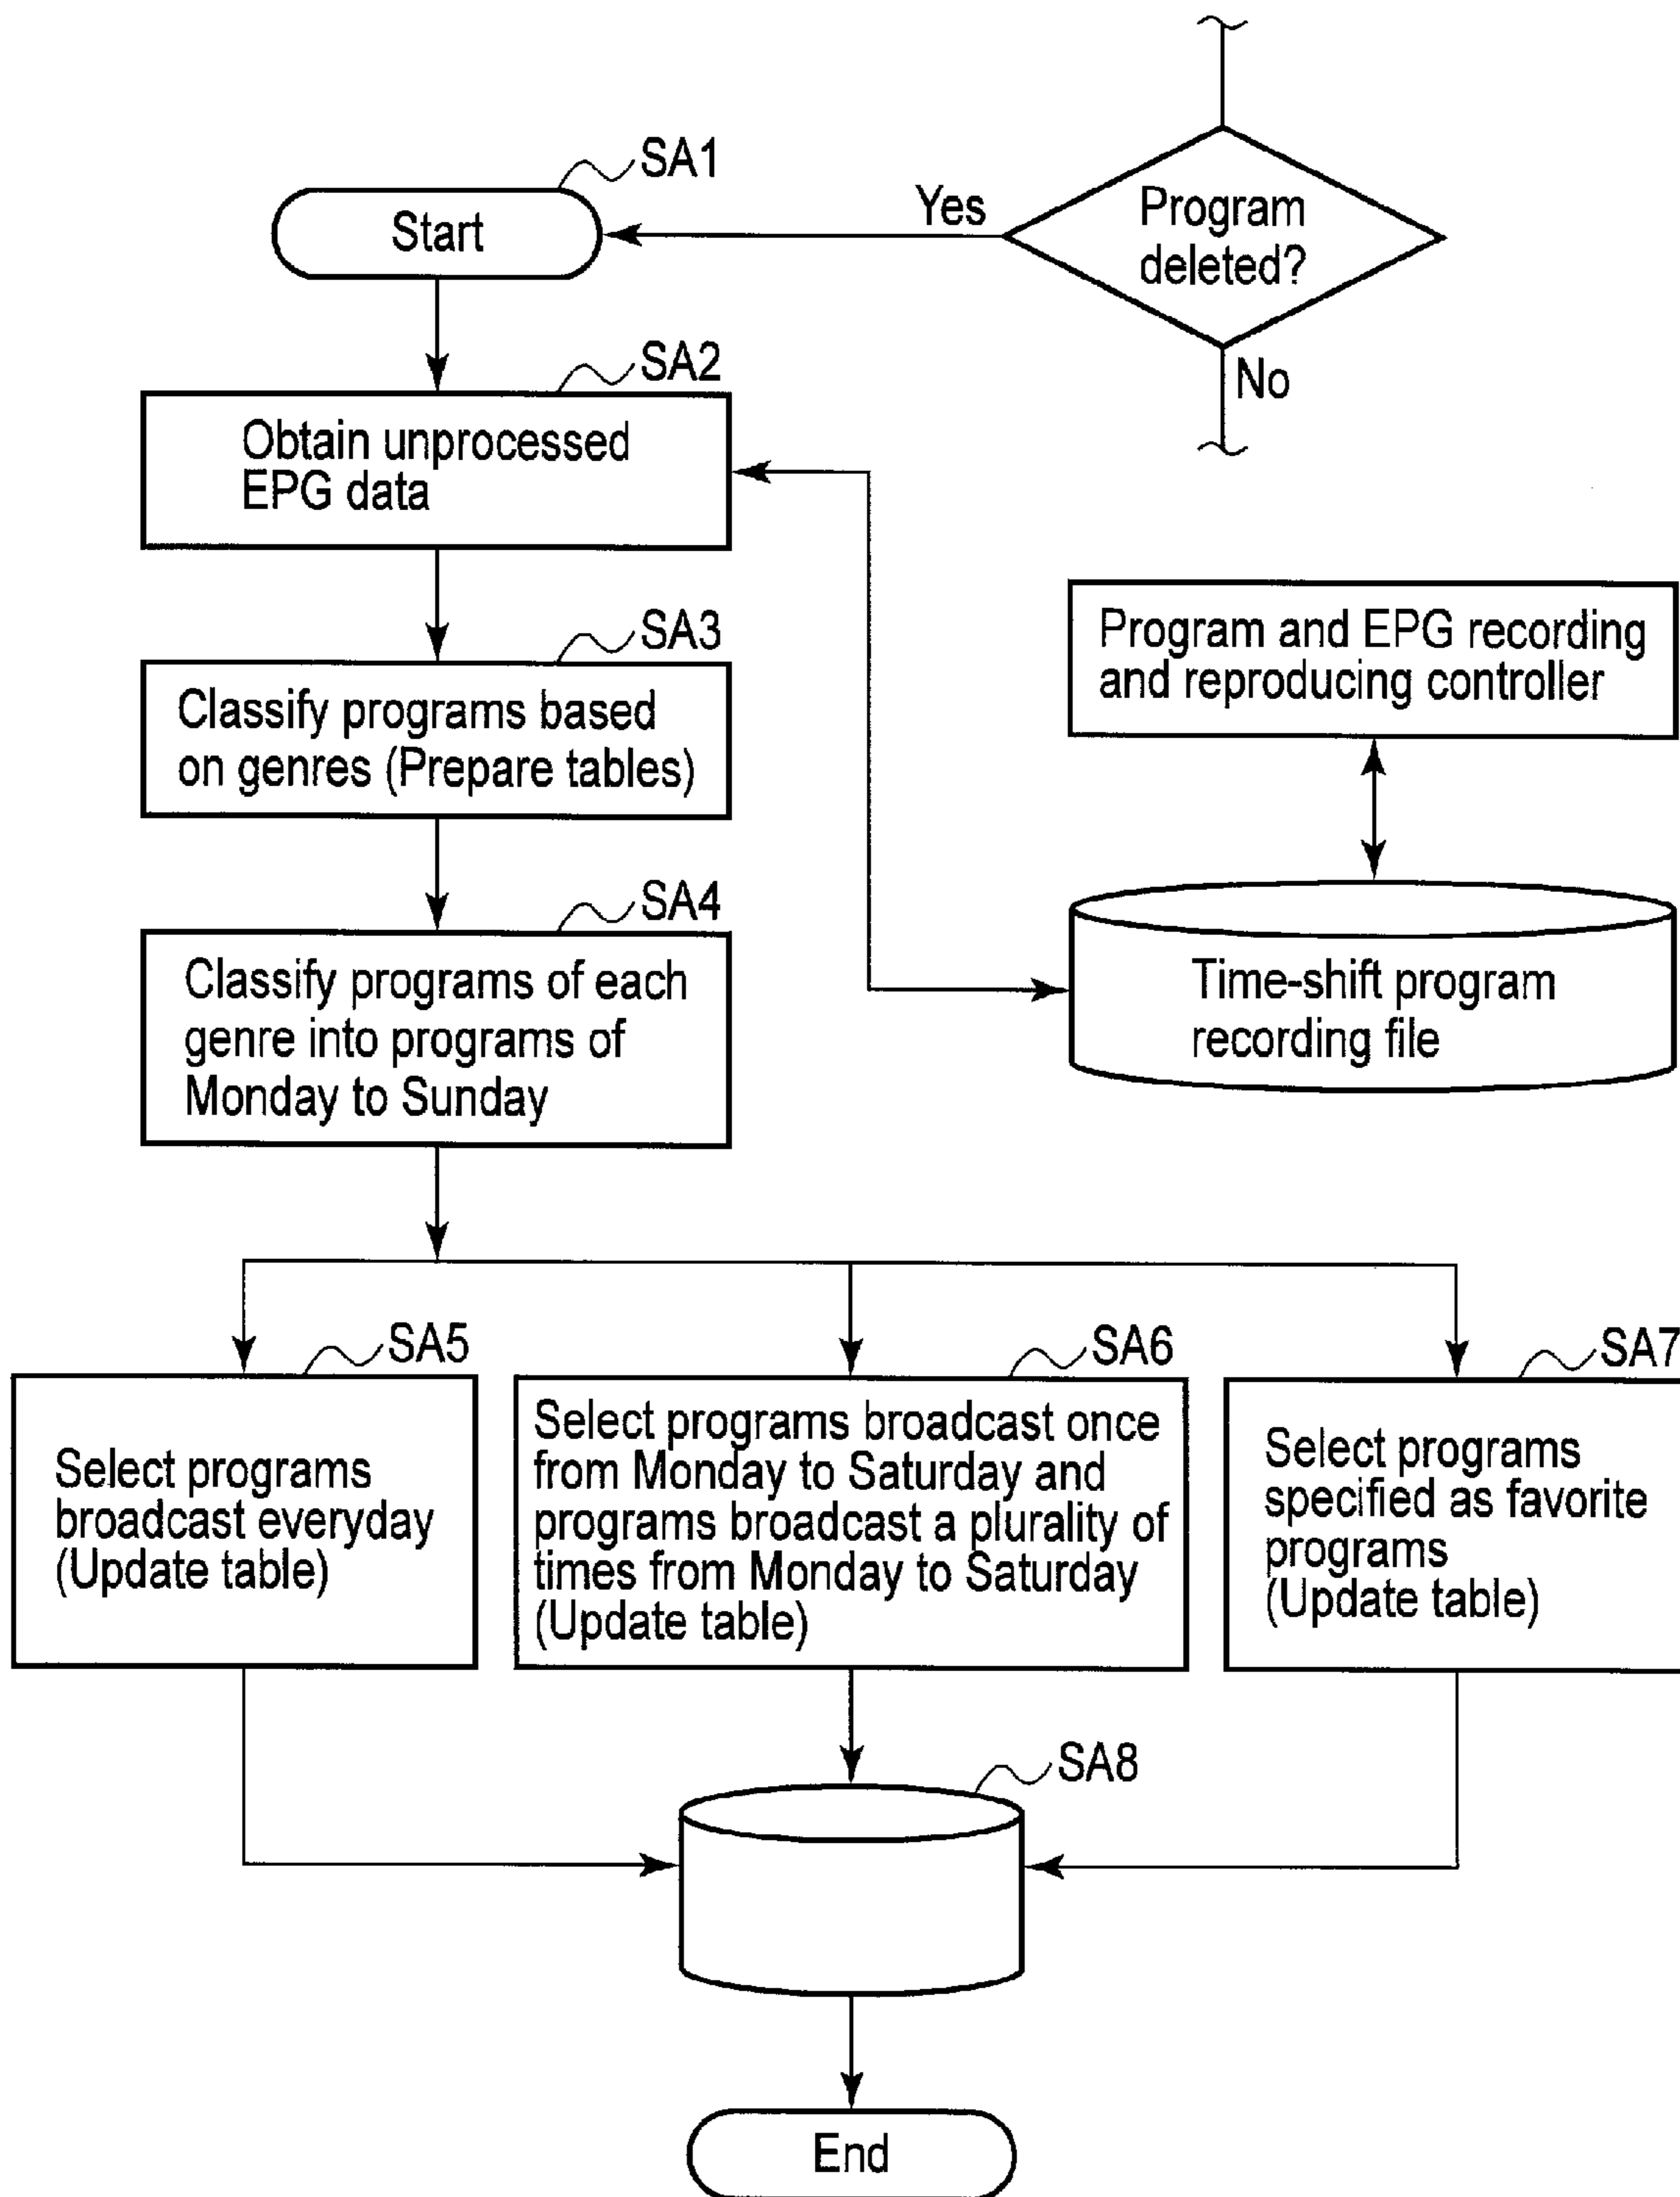 SA1
Start
Yes
Program
deleted?
No
SA2
Obtain unprocessed
EPG data
SA3
Classify programs based
on genres (Prepare tables)
Program and EPG recording
and reproducing controller
SA4
Classify programs of each
genre into programs of
Monday to Sunday
Time-shift program
recording file
SA5
Select programs
broadcast everyday
(Update table)
SA6
Select programs broadcast once
from Monday to Saturday and
programs broadcast a plurality of
times from Monday to Saturday
(Update table)
SA7
Select programs
specified as favorite
programs
(Update table)
SA8
End